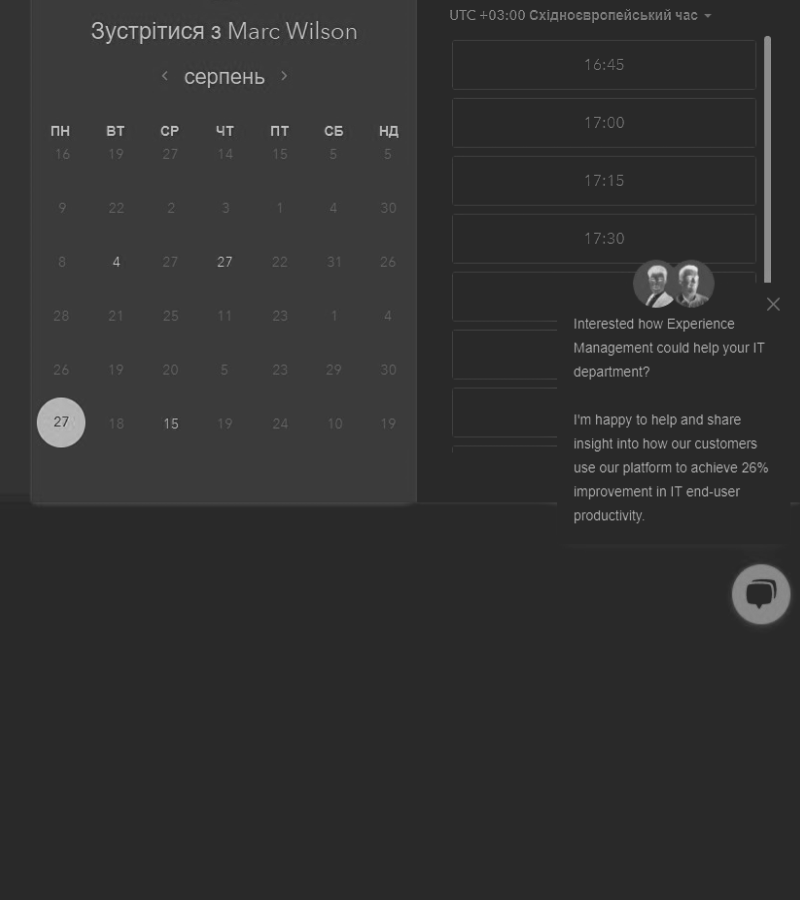 Зустрітися з Marc Wilson
серпень
ПН ВТ СР ЧТ ПТ СБ НД
16 19 27 14 15 5 5
9 22 2 3 1 4 30
8 4 27 27 22 31 26
28 21 25 11 23 1 4
26 19 20 5 23 29 30
27 18 15 19 24 10 19
UTC +03:00 Східноєвропейський час
16:45
17:00
17:15
17:30
Interested how Experience
Management could help your IT
department?
I'm happy to help and share
insight into how our customers
use our platform to achieve 26%
improvement in IT end-user
productivity.